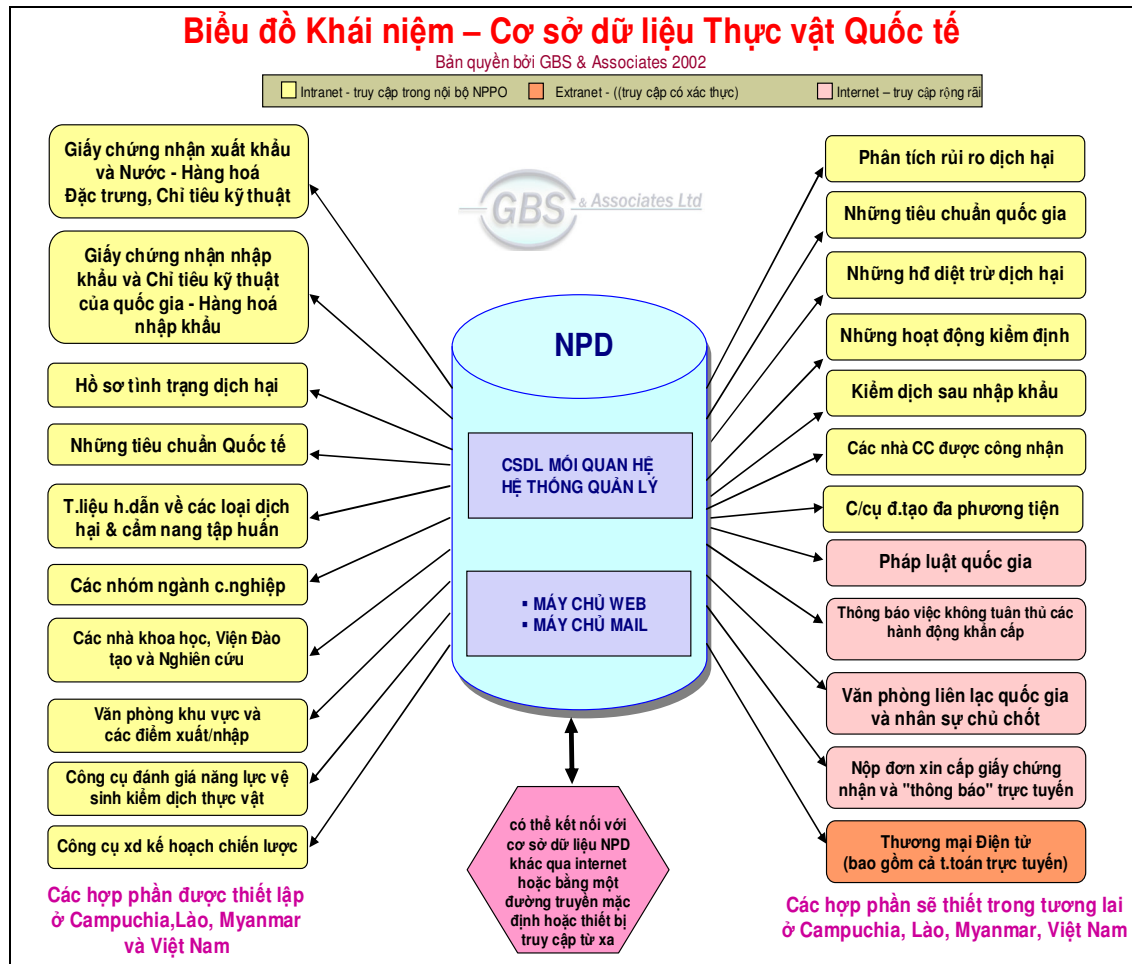 Biểu đồ Khái niệm – Cơ sở dữ liệu Thực vật Quốc tế
Bản quyền bởi GBS & Associates 2002
Intranet - truy cập trong nội bộ NPPO
Extranet - ((truy cập có xác thực)
Internet – truy cập rộng rãi
GBS & Associates Ltd
Giấy chứng nhận xuất khẩu
và Nước - Hàng hoá
Đặc trưng, Chỉ tiêu kỹ thuật
Giấy chứng nhận nhập
khẩu và Chỉ tiêu kỹ thuật
của quốc gia - Hàng hoá
nhập khẩu
Hồ sơ tình trạng dịch hại
Những tiêu chuẩn Quốc tế
T.liệu h.dẫn về các loại dịch
hại & cẩm nang tập huấn
Các nhóm ngành c.nghiệp
Các nhà khoa học, Viện Đào
tạo và Nghiên cứu
Văn phòng khu vực và
các điểm xuất/nhập
Công cụ đánh giá năng lực vệ
sinh kiểm dịch thực vật
Công cụ xd kế hoạch chiến lược
Các hợp phần được thiết lập
ở Campuchia,Lào, Myanmar
và Việt Nam
NPD
CSDL MỐI QUAN HỆ
HỆ THỐNG QUẢN LÝ
▪ MÁY CHỦ WEB
▪ MÁY CHỦ MAIL
có thể kết nối với
cơ sở dữ liệu NPD
khác qua internet
hoặc bằng một
đường truyền mặc
định hoặc thiết bị
truy cập từ xa
Phân tích rủi ro dịch hại
Những tiêu chuẩn quốc gia
Những hđ diệt trừ dịch hại
Những hoạt động kiểm định
Kiểm dịch sau nhập khẩu
Các nhà CC được công nhận
C/cụ đ.tạo đa phương tiện
Pháp luật quốc gia
Thông báo việc không tuân thủ các
hành động khẩn cấp
Văn phòng liên lạc quốc gia
và nhân sự chủ chốt
Nộp đơn xin cấp giấy chứng
nhận và "thông báo" trực tuyến
Thương mại Điện tử
(bao gồm cả t.toán trực tuyến)
Các hợp phần sẽ thiết trong tương lai
ở Campuchia, Lào, Myanmar, Việt Nam